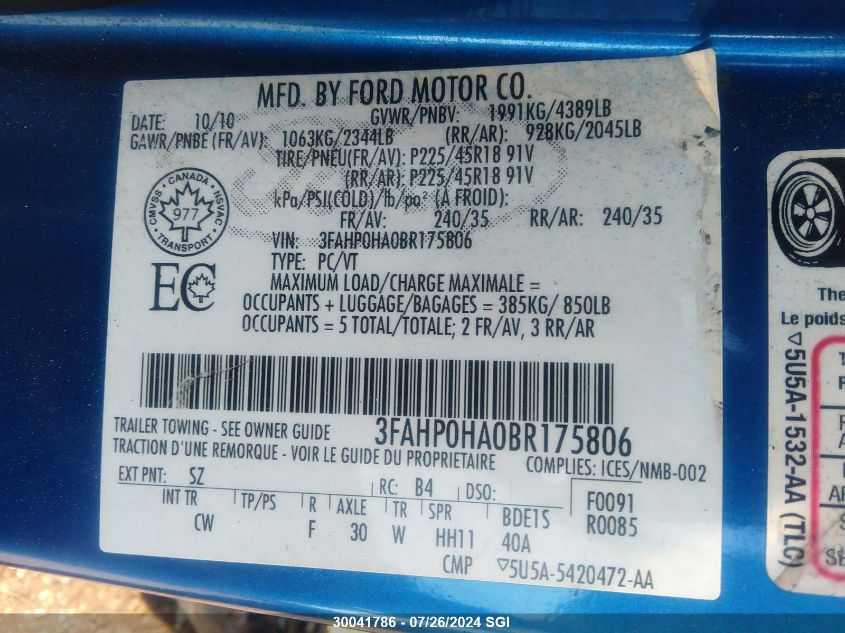 MFD. BY FORD MOTOR CO.
DATE: 10/10 GVWR/PNBV: 1991KG/4389LB
GAWR/PNBE (FR/AV): 1063KG/2344LB (RR/AR): 928KG/2045LB
TIRE/PNEU(FR/AV): P225/45R18 91V
(RR/AR): P225/45R18 91V
kPa/PSI(COLD)/lb/po² (À FROID):
FR/AV: 240/35 RR/AR: 240/35
VIN: 3FAHP0HA0BR175806
TYPE: PC/VT
MAXIMUM LOAD/CHARGE MAXIMALE =
OCCUPANTS + LUGGAGE/BAGAGES = 385KG/ 850LB
OCCUPANTS = 5 TOTAL/TOTALE; 2 FR/AV, 3 RR/AR
CMVSS • CANADA • NSVAC
977
• TRANSPORT •
EC
3FAHP0HA0BR175806
TRAILER TOWING - SEE OWNER GUIDE
TRACTION D'UNE REMORQUE - VOIR LE GUIDE DU PROPRIETAIRE
COMPLIES: ICES/NMB-002
EXT PNT: SZ RC: B4 DSO: F0091
INT TR TP/PS R AXLE TR SPR BDE1S R0085
CW F 30 W HH11 40A
CMP ▽5U5A-5420472-AA
The
Le poids
▽5U5A-1532-AA (TLC)
30041786 — 07/26/2024 SGI